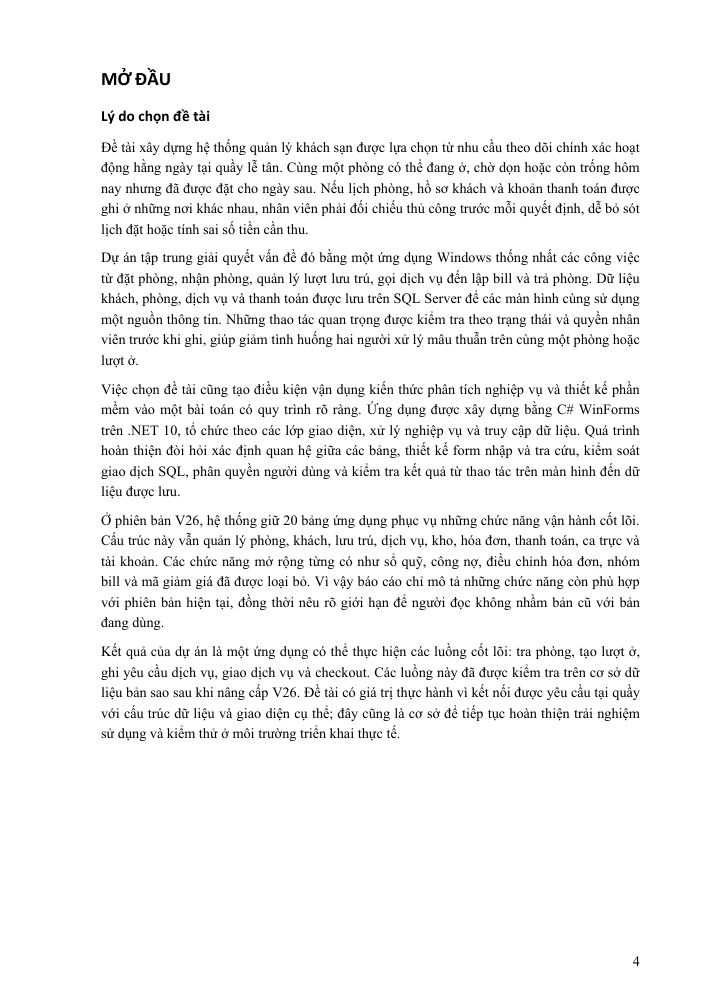 MỞ ĐẦU
Lý do chọn đề tài
Đề tài xây dựng hệ thống quản lý khách sạn được lựa chọn từ nhu cầu theo dõi chính xác hoạt
động hằng ngày tại quầy lễ tân. Cùng một phòng có thể đang ở, chờ dọn hoặc còn trống hôm
nay nhưng đã được đặt cho ngày sau. Nếu lịch phòng, hồ sơ khách và khoản thanh toán được
ghi ở những nơi khác nhau, nhân viên phải đối chiếu thủ công trước mỗi quyết định, dễ bỏ sót
lịch đặt hoặc tính sai số tiền cần thu.
Dự án tập trung giải quyết vấn đề đó bằng một ứng dụng Windows thống nhất các công việc
từ đặt phòng, nhận phòng, quản lý lượt lưu trú, gọi dịch vụ đến lập bill và trả phòng. Dữ liệu
khách, phòng, dịch vụ và thanh toán được lưu trên SQL Server để các màn hình cùng sử dụng
một nguồn thông tin. Những thao tác quan trọng được kiểm tra theo trạng thái và quyền nhân
viên trước khi ghi, giúp giảm tình huống hai người xử lý mâu thuẫn trên cùng một phòng hoặc
lượt ở.
Việc chọn đề tài cũng tạo điều kiện vận dụng kiến thức phân tích nghiệp vụ và thiết kế phần
mềm vào một bài toán có quy trình rõ ràng. Ứng dụng được xây dựng bằng C# WinForms
trên .NET 10, tổ chức theo các lớp giao diện, xử lý nghiệp vụ và truy cập dữ liệu. Quá trình
hoàn thiện đòi hỏi xác định quan hệ giữa các bảng, thiết kế form nhập và tra cứu, kiểm soát
giao dịch SQL, phân quyền người dùng và kiểm tra kết quả từ thao tác trên màn hình đến dữ
liệu được lưu.
Ở phiên bản V26, hệ thống giữ 20 bảng ứng dụng phục vụ những chức năng vận hành cốt lõi.
Cấu trúc này vẫn quản lý phòng, khách, lưu trú, dịch vụ, kho, hóa đơn, thanh toán, ca trực và
tài khoản. Các chức năng mở rộng từng có như sổ quỹ, công nợ, điều chỉnh hóa đơn, nhóm
bill và mã giảm giá đã được loại bỏ. Vì vậy báo cáo chỉ mô tả những chức năng còn phù hợp
với phiên bản hiện tại, đồng thời nêu rõ giới hạn để người đọc không nhầm bản cũ với bản
đang dùng.
Kết quả của dự án là một ứng dụng có thể thực hiện các luồng cốt lõi: tra phòng, tạo lượt ở,
ghi yêu cầu dịch vụ, giao dịch vụ và checkout. Các luồng này đã được kiểm tra trên cơ sở dữ
liệu bản sao sau khi nâng cấp V26. Đề tài có giá trị thực hành vì kết nối được yêu cầu tại quầy
với cấu trúc dữ liệu và giao diện cụ thể; đây cũng là cơ sở để tiếp tục hoàn thiện trải nghiệm
sử dụng và kiểm thử ở môi trường triển khai thực tế.
4